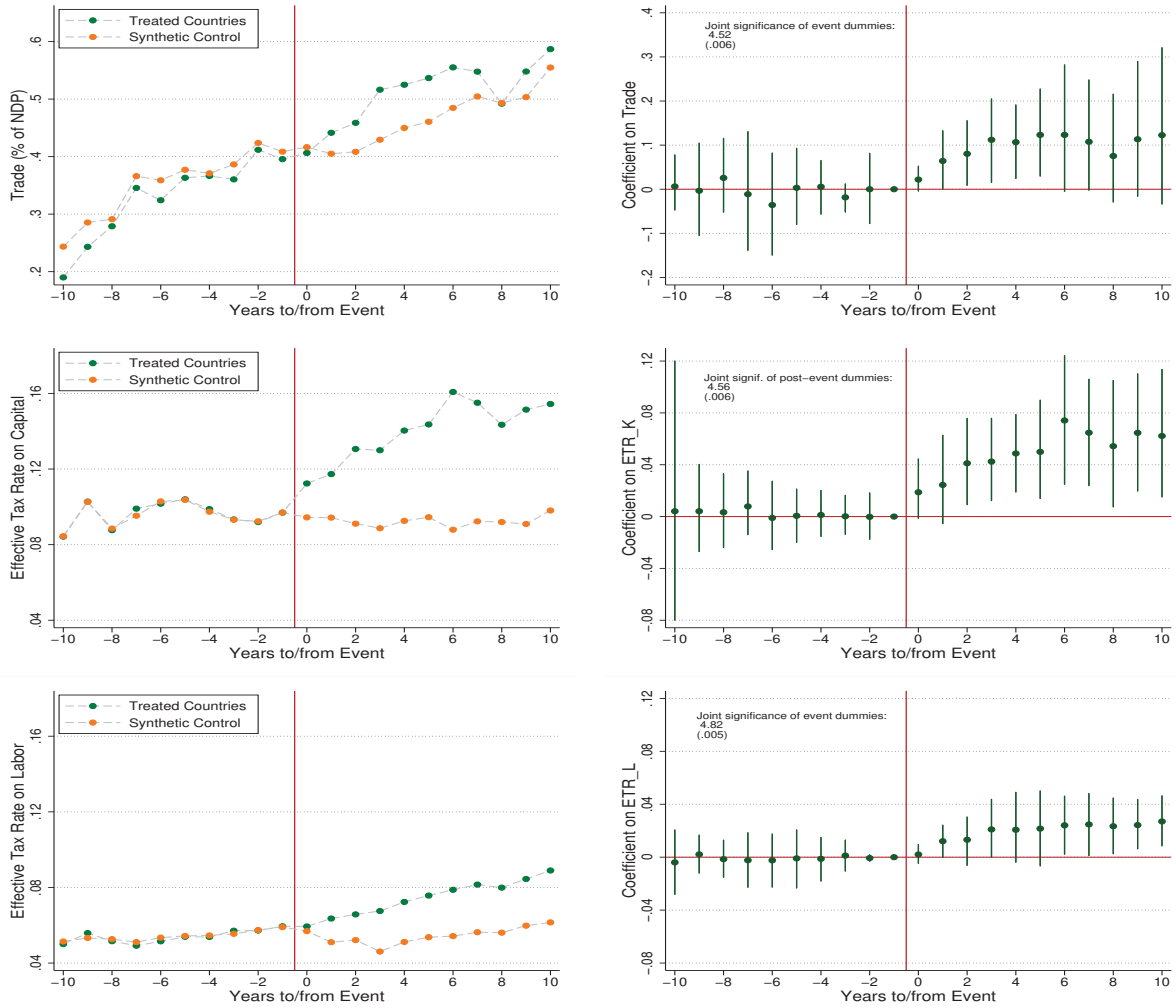 Treated Countries
Synthetic Control
Trade (% of NDP)
.6
.5
.4
.3
.2
−10 −8 −6 −4 −2 0 2 4 6 8 10
Years to/from Event
Joint significance of event dummies:
4.52
(.006)
Coefficient on Trade
.4
.3
.2
.1
0
−.1
−.2
−10 −8 −6 −4 −2 0 2 4 6 8 10
Years to/from Event
Treated Countries
Synthetic Control
Effective Tax Rate on Capital
.16
.12
.08
.04
−10 −8 −6 −4 −2 0 2 4 6 8 10
Years to/from Event
Joint signif. of post−event dummies:
4.56
(.006)
Coefficient on ETR_K
.12
.08
.04
0
−.04
−.08
−10 −8 −6 −4 −2 0 2 4 6 8 10
Years to/from Event
Treated Countries
Synthetic Control
Effective Tax Rate on Labor
.16
.12
.08
.04
−10 −8 −6 −4 −2 0 2 4 6 8 10
Years to/from Event
Joint significance of event dummies:
4.82
(.005)
Coefficient on ETR_L
.12
.08
.04
0
−.04
−.08
−10 −8 −6 −4 −2 0 2 4 6 8 10
Years to/from Event